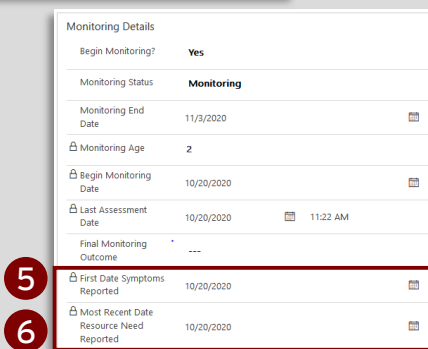 Monitoring Details
Begin Monitoring? Yes
Monitoring Status Monitoring
Monitoring End
Date 11/3/2020
Monitoring Age 2
Begin Monitoring
Date 10/20/2020
Last Assessment
Date 10/20/2020 11:22 AM
Final Monitoring
Outcome ---
5 First Date Symptoms
Reported 10/20/2020
6 Most Recent Date
Resource Need
Reported 10/20/2020